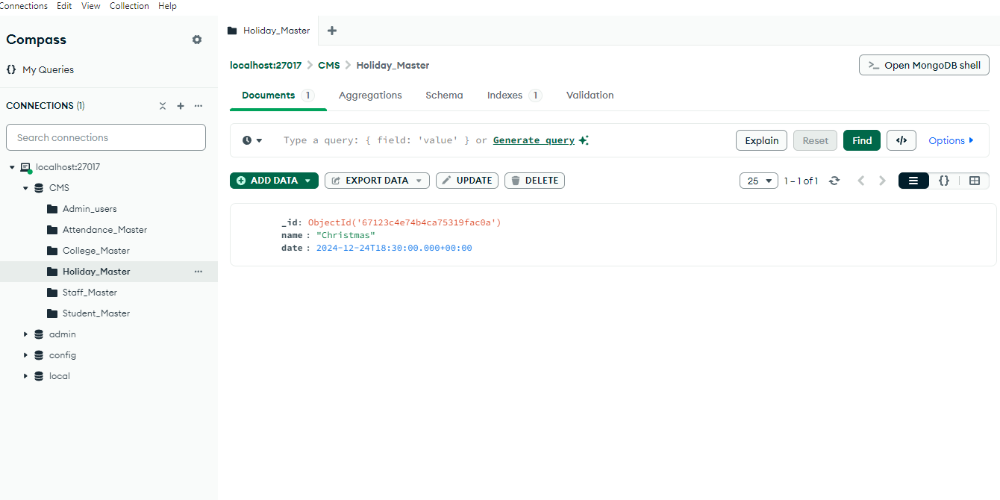 Connections Edit View Collection Help
Compass
{} My Queries
CONNECTIONS (1)
Search connections
localhost:27017
CMS
Admin_users
Attendance_Master
College_Master
Holiday_Master
Staff_Master
Student_Master
admin
config
local
Holiday_Master
localhost:27017 > CMS > Holiday_Master
>_ Open MongoDB shell
Documents 1 Aggregations Schema Indexes 1 Validation
Type a query: { field: 'value' } or Generate query
Explain Reset Find </> Options
ADD DATA EXPORT DATA UPDATE DELETE
25 1 – 1 of 1 {}
_id: ObjectId('67123c4e74b4ca75319fac0a')
name : "Christmas"
date : 2024-12-24T18:30:00.000+00:00